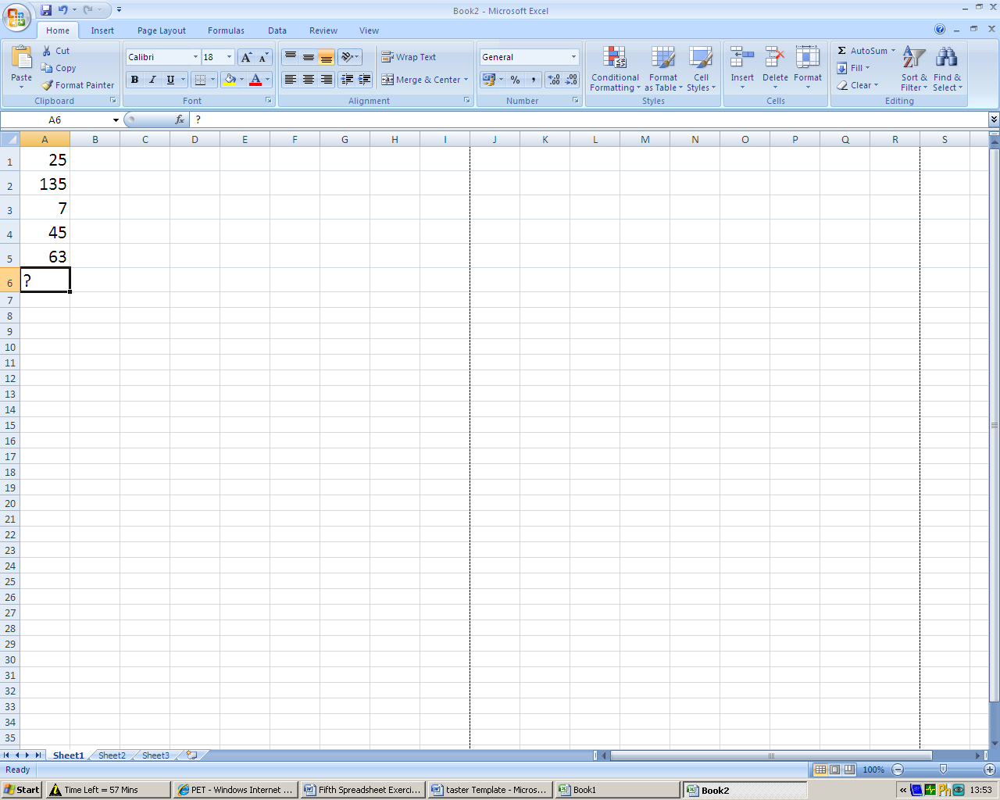 Book2 - Microsoft Excel
Home Insert Page Layout Formulas Data Review View
Paste Cut Copy Format Painter Clipboard
Calibri 18 B I U A A A Font
Wrap Text Merge & Center Alignment
General % , .00 .00 Number
Conditional Formatting Format as Table Cell Styles Styles
Insert Delete Format Cells
Σ AutoSum Fill Clear Sort & Filter Find & Select Editing
A6 fx ?
A B C D E F G H I J K L M N O P Q R S
1 25
2 135
3 7
4 45
5 63
6 ?
7
8
9
10
11
12
13
14
15
16
17
18
19
20
21
22
23
24
25
26
27
28
29
30
31
32
33
34
35
Sheet1 Sheet2 Sheet3
Ready 100%
Start Time Left = 57 Mins PET - Windows Internet ... Fifth Spreadsheet Exerci... taster Template - Micros... Book1 Book2 « Ph 13:53